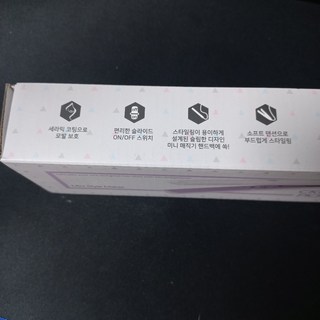 세라믹 코팅으로
모발 보호
편리한 슬라이드
ON/OFF 스위치
스타일링이 용이하게
설계된 슬림한 디자인
미니 매직기 핸드백에 쏙!
소프트 텐션으로
부드럽게 스타일링